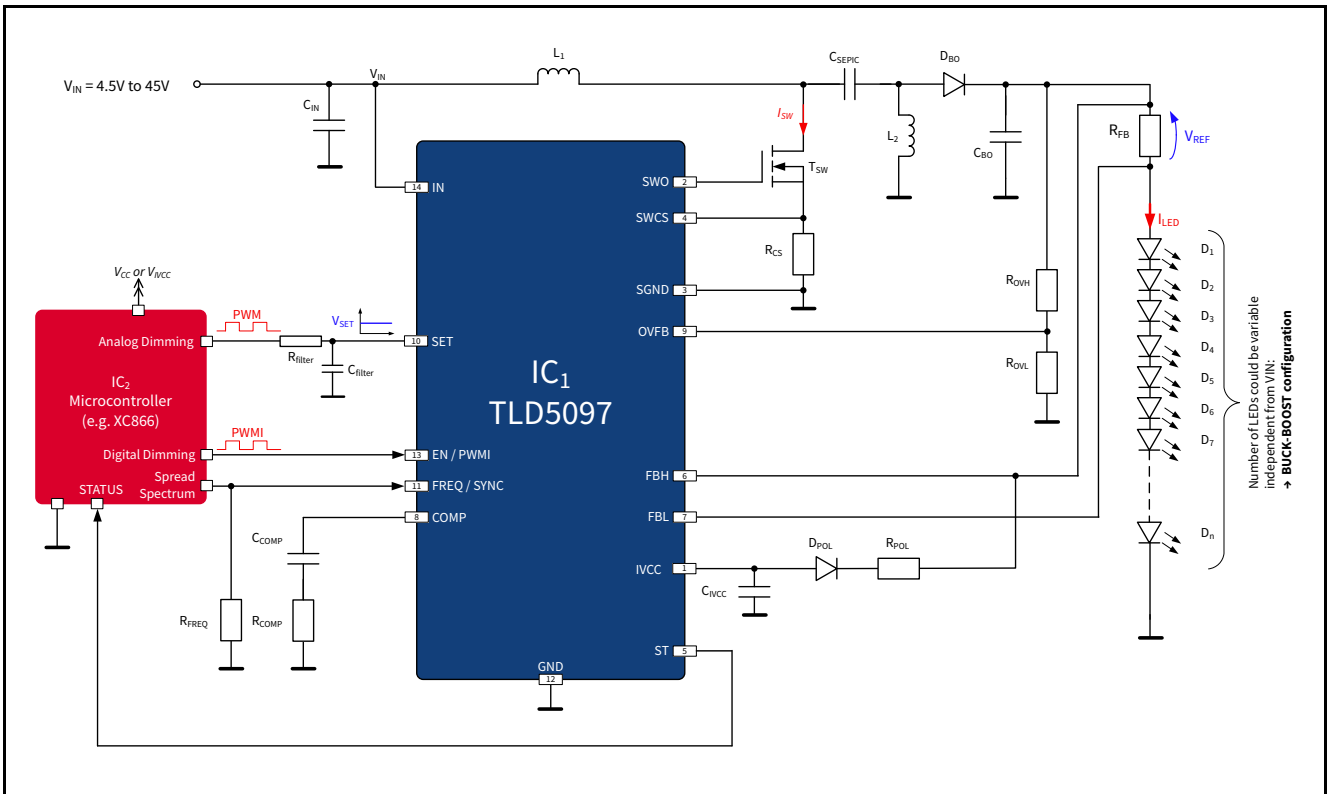 L1
CSEPIC
DBO
VIN = 4.5V to 45V
VIN
CIN
ISW
L2
CBO
RFB
VREF
TSW
14 IN
SWO 2
SWCS 4
RCS
ILED
SGND 3
ROVH
VCC or VIVCC
PWM
VSET
Analog Dimming
Rfilter
Cfilter
10 SET
OVFB 9
ROVL
IC2
Microcontroller
(e.g. XC866)
IC1
TLD5097
D1
D2
D3
D4
D5
D6
D7
Dn
Number of LEDs could be variable
independent from VIN:
→ BUCK-BOOST configuration
PWMI
Digital Dimming
13 EN / PWMI
Spread
Spectrum
11 FREQ / SYNC
STATUS
8 COMP
FBH 6
FBL 7
CCOMP
DPOL
RPOL
IVCC 1
CIVCC
RFREQ
RCOMP
ST 5
GND
12